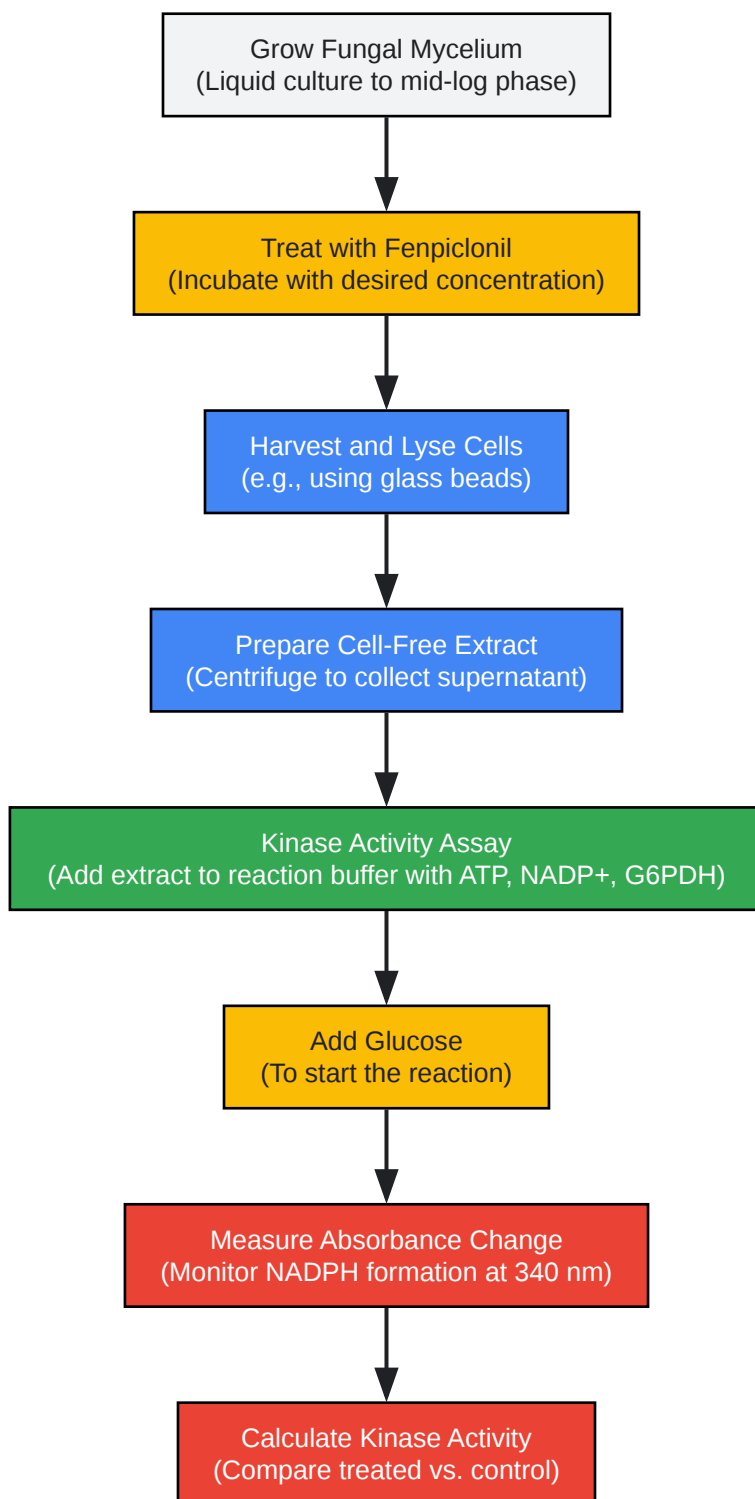 Grow Fungal Mycelium
(Liquid culture to mid-log phase)
Treat with Fenpiclonil
(Incubate with desired concentration)
Harvest and Lyse Cells
(e.g., using glass beads)
Prepare Cell-Free Extract
(Centrifuge to collect supernatant)
Kinase Activity Assay
(Add extract to reaction buffer with ATP, NADP+, G6PDH)
Add Glucose
(To start the reaction)
Measure Absorbance Change
(Monitor NADPH formation at 340 nm)
Calculate Kinase Activity
(Compare treated vs. control)